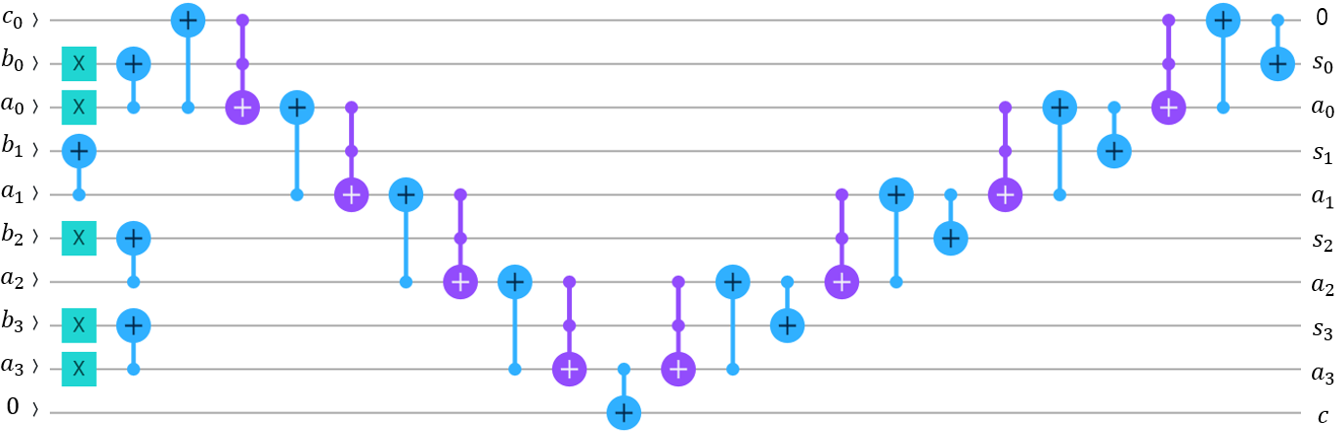 c₀ ⟩ 0
b₀ ⟩ X s₀
a₀ ⟩ X a₀
b₁ ⟩ s₁
a₁ ⟩ a₁
b₂ ⟩ X s₂
a₂ ⟩ a₂
b₃ ⟩ X s₃
a₃ ⟩ X a₃
0 ⟩ c